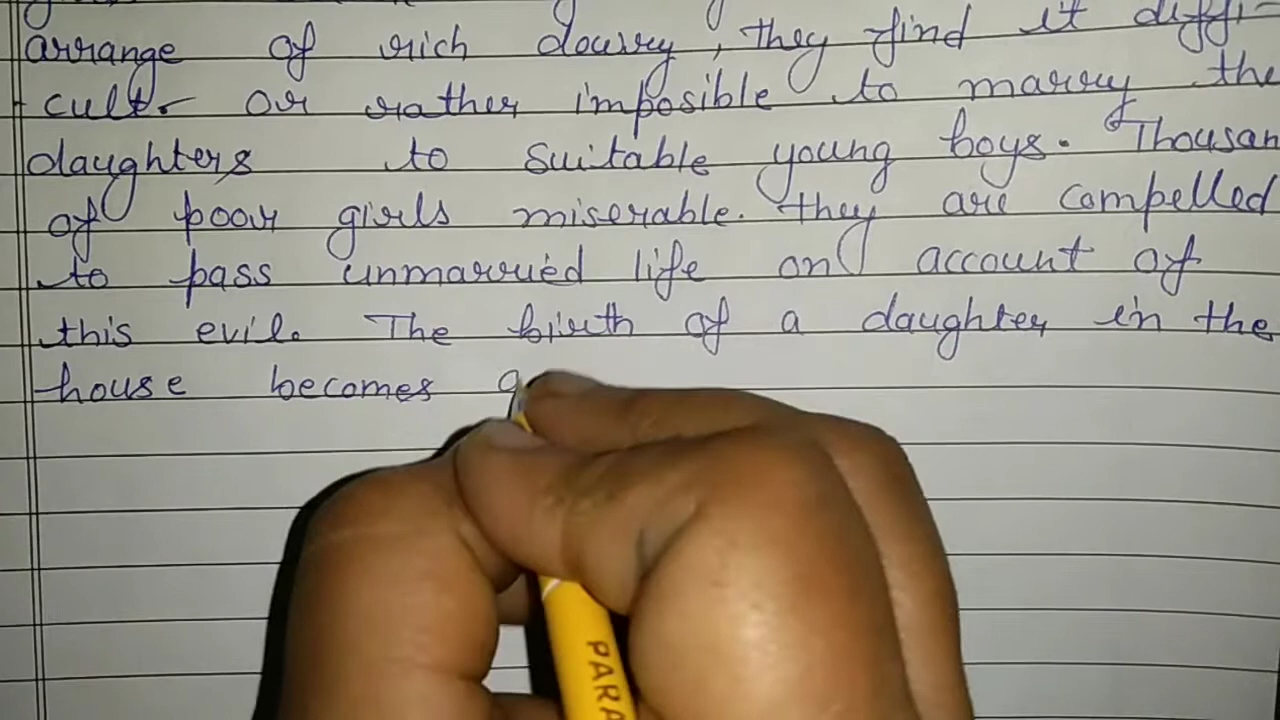 arrange of rich dowry, they find it diffi-
cult. or rather imposible to marry the
daughters to suitable young boys. Thousan
of poor girls miserable. they are compelled
to pass unmarried life on account of
this evil. The birth of a daughter in the
house becomes a
PARA